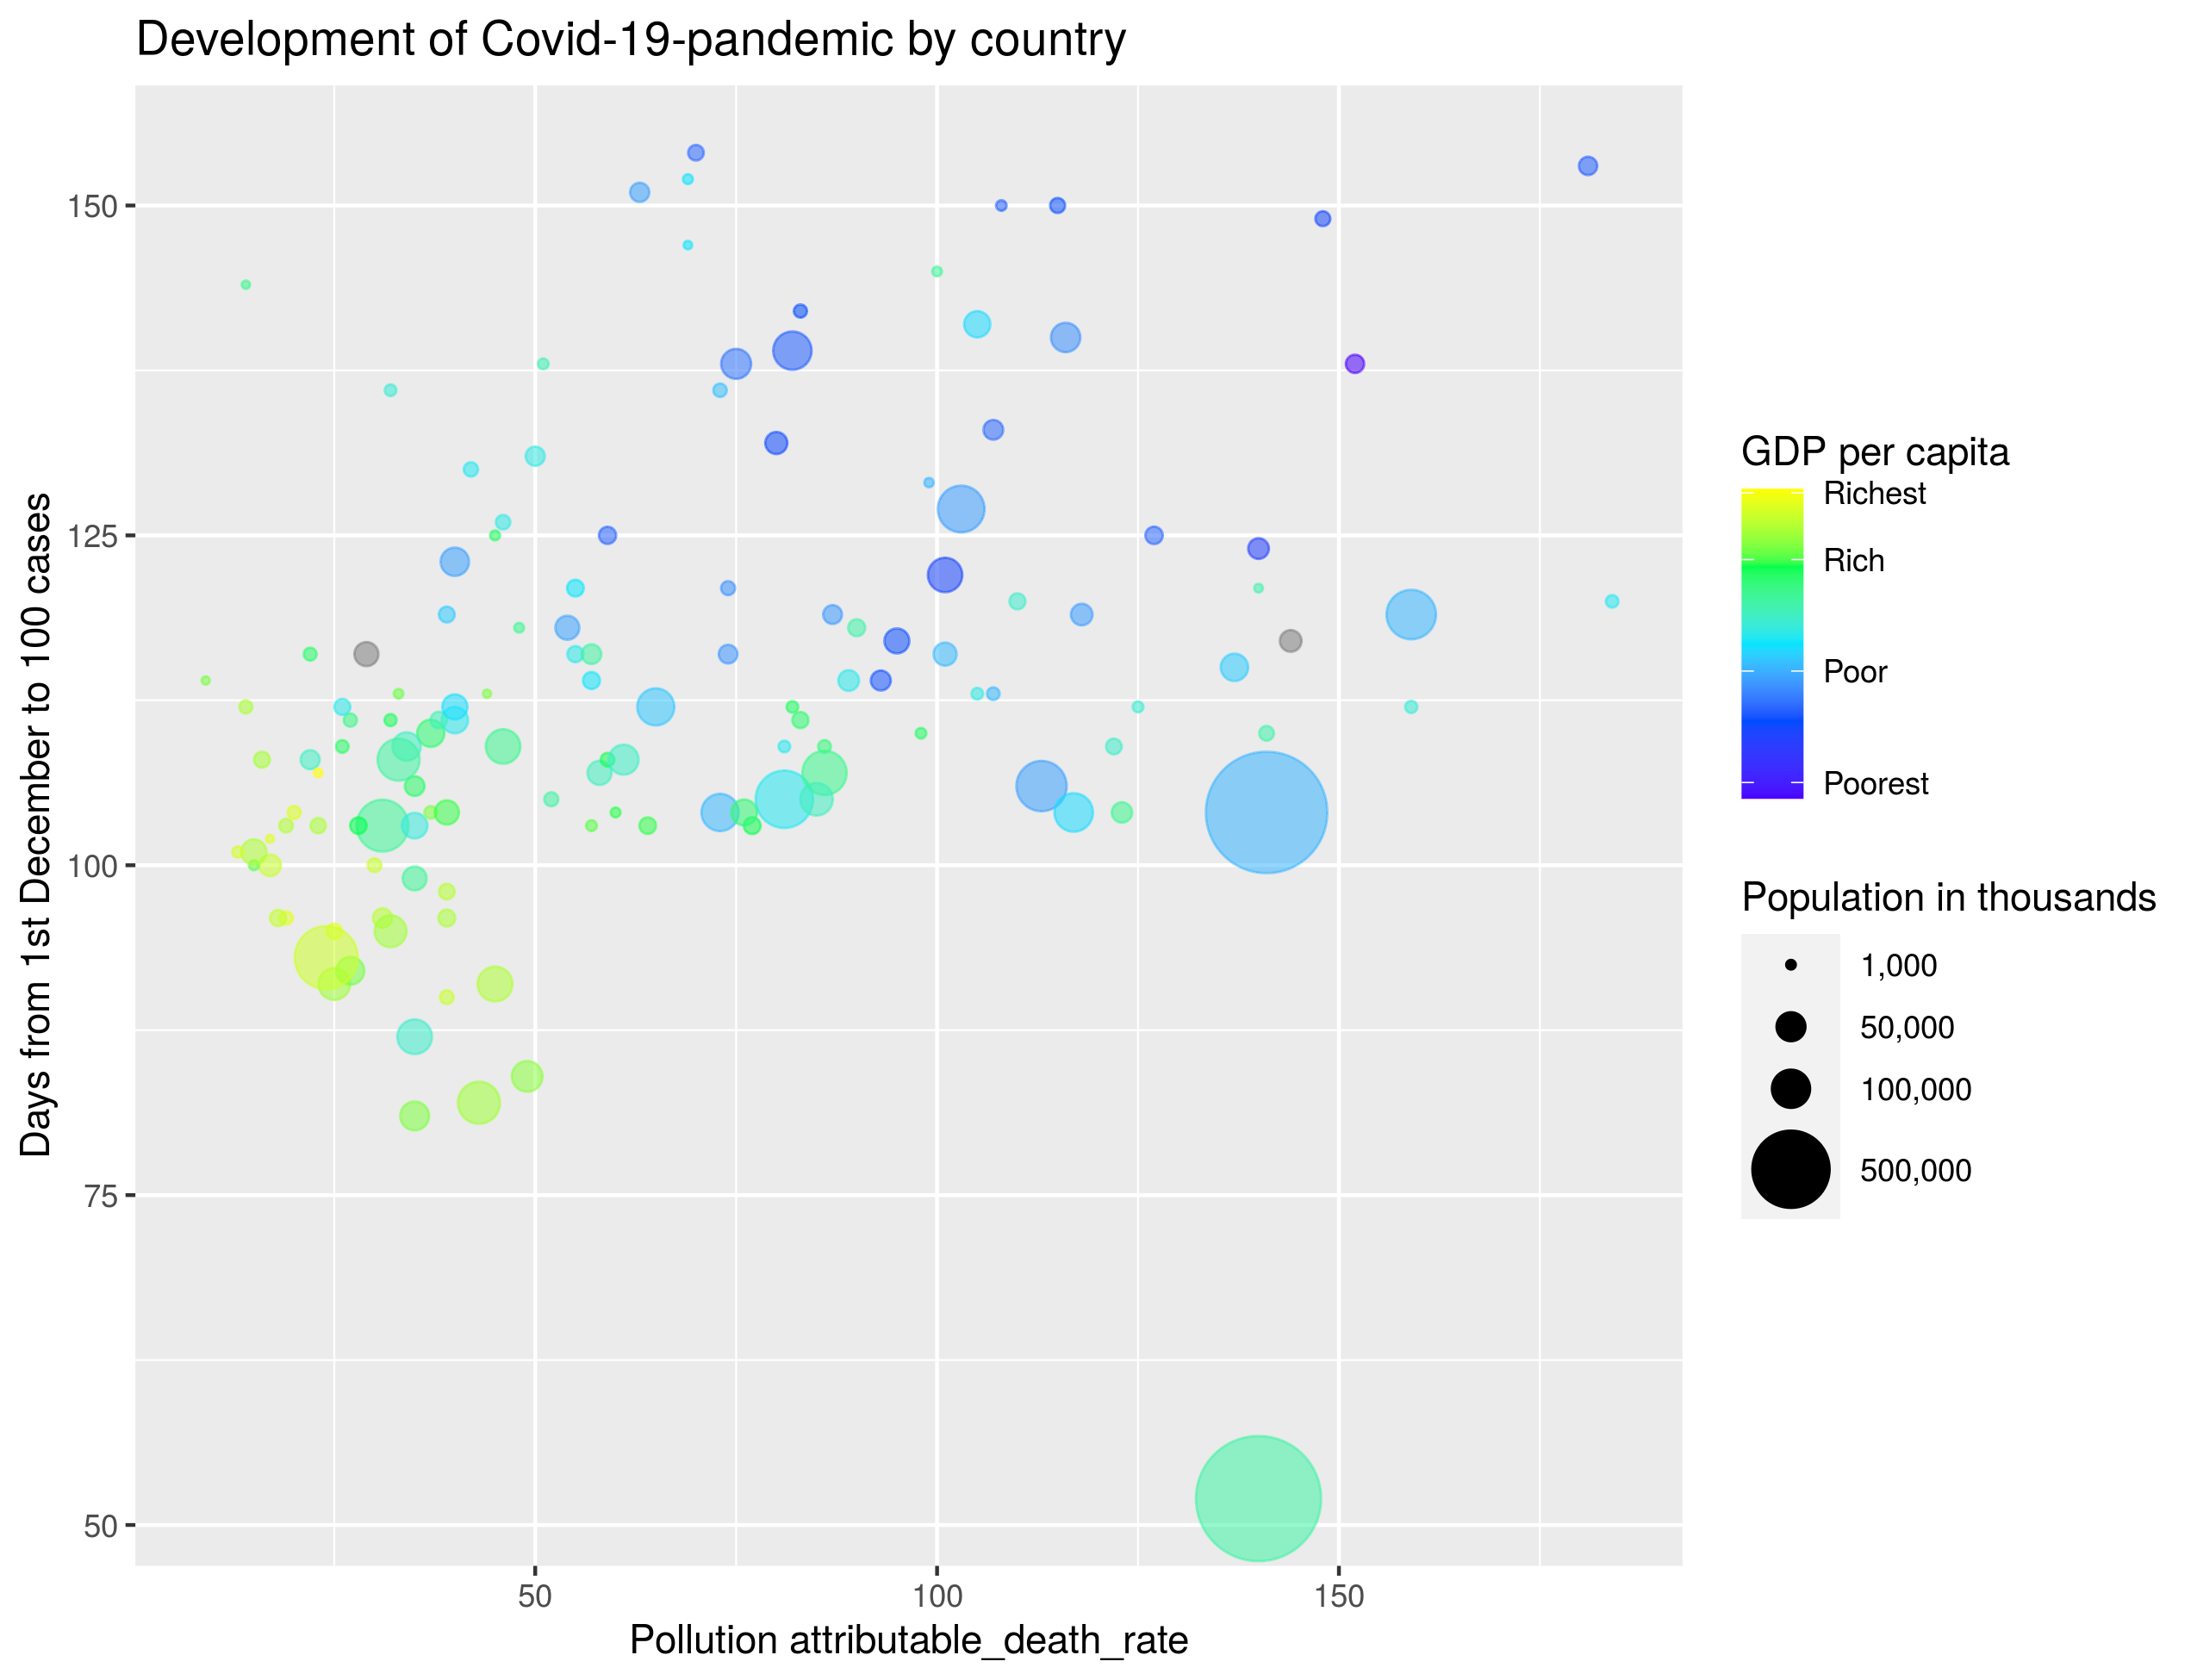 Development of Covid-19-pandemic by country
Days from 1st December to 100 cases
150
125
100
75
50
50
100
150
Pollution attributable_death_rate
GDP per capita
Richest
Rich
Poor
Poorest
Population in thousands
1,000
50,000
100,000
500,000